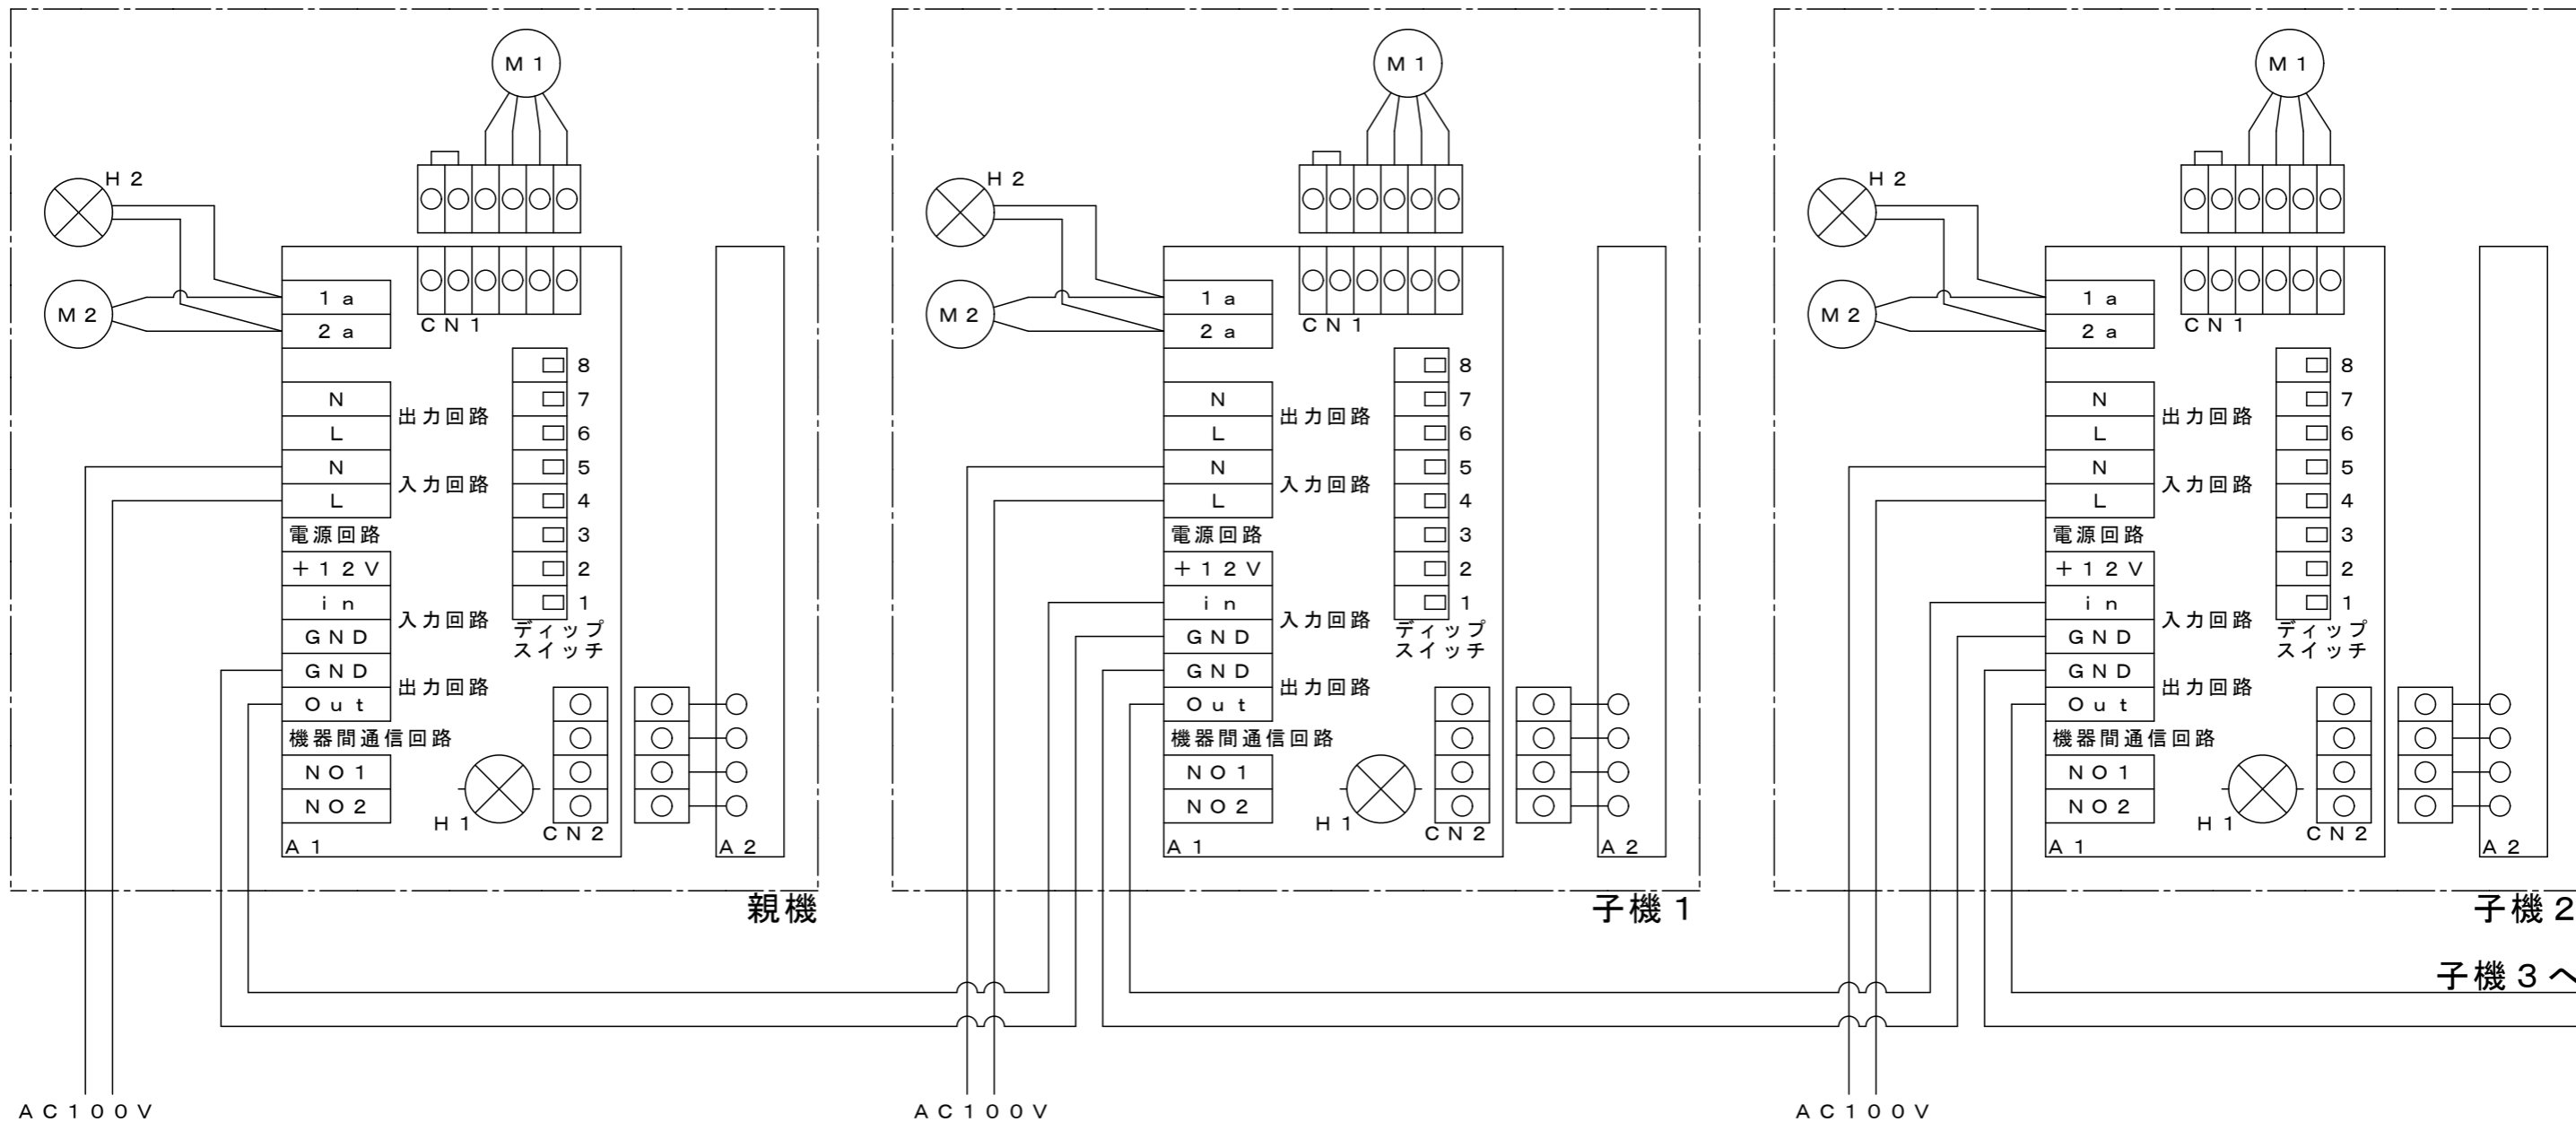 M1
H2
M2
1a
2a
CN1
8
7
6
5
4
3
2
1
ディップ
スイッチ
N
L
出力回路
N
L
入力回路
電源回路
+12V
in
GND
入力回路
GND
Out
出力回路
機器間通信回路
NO1
NO2
H1
CN2
A1
A2
親機
AC100V
M1
H2
M2
1a
2a
CN1
8
7
6
5
4
3
2
1
ディップ
スイッチ
N
L
出力回路
N
L
入力回路
電源回路
+12V
in
GND
入力回路
GND
Out
出力回路
機器間通信回路
NO1
NO2
H1
CN2
A1
A2
子機1
AC100V
M1
H2
M2
1a
2a
CN1
8
7
6
5
4
3
2
1
ディップ
スイッチ
N
L
出力回路
N
L
入力回路
電源回路
+12V
in
GND
入力回路
GND
Out
出力回路
機器間通信回路
NO1
NO2
H1
CN2
A1
A2
子機2
子機3へ
AC100V